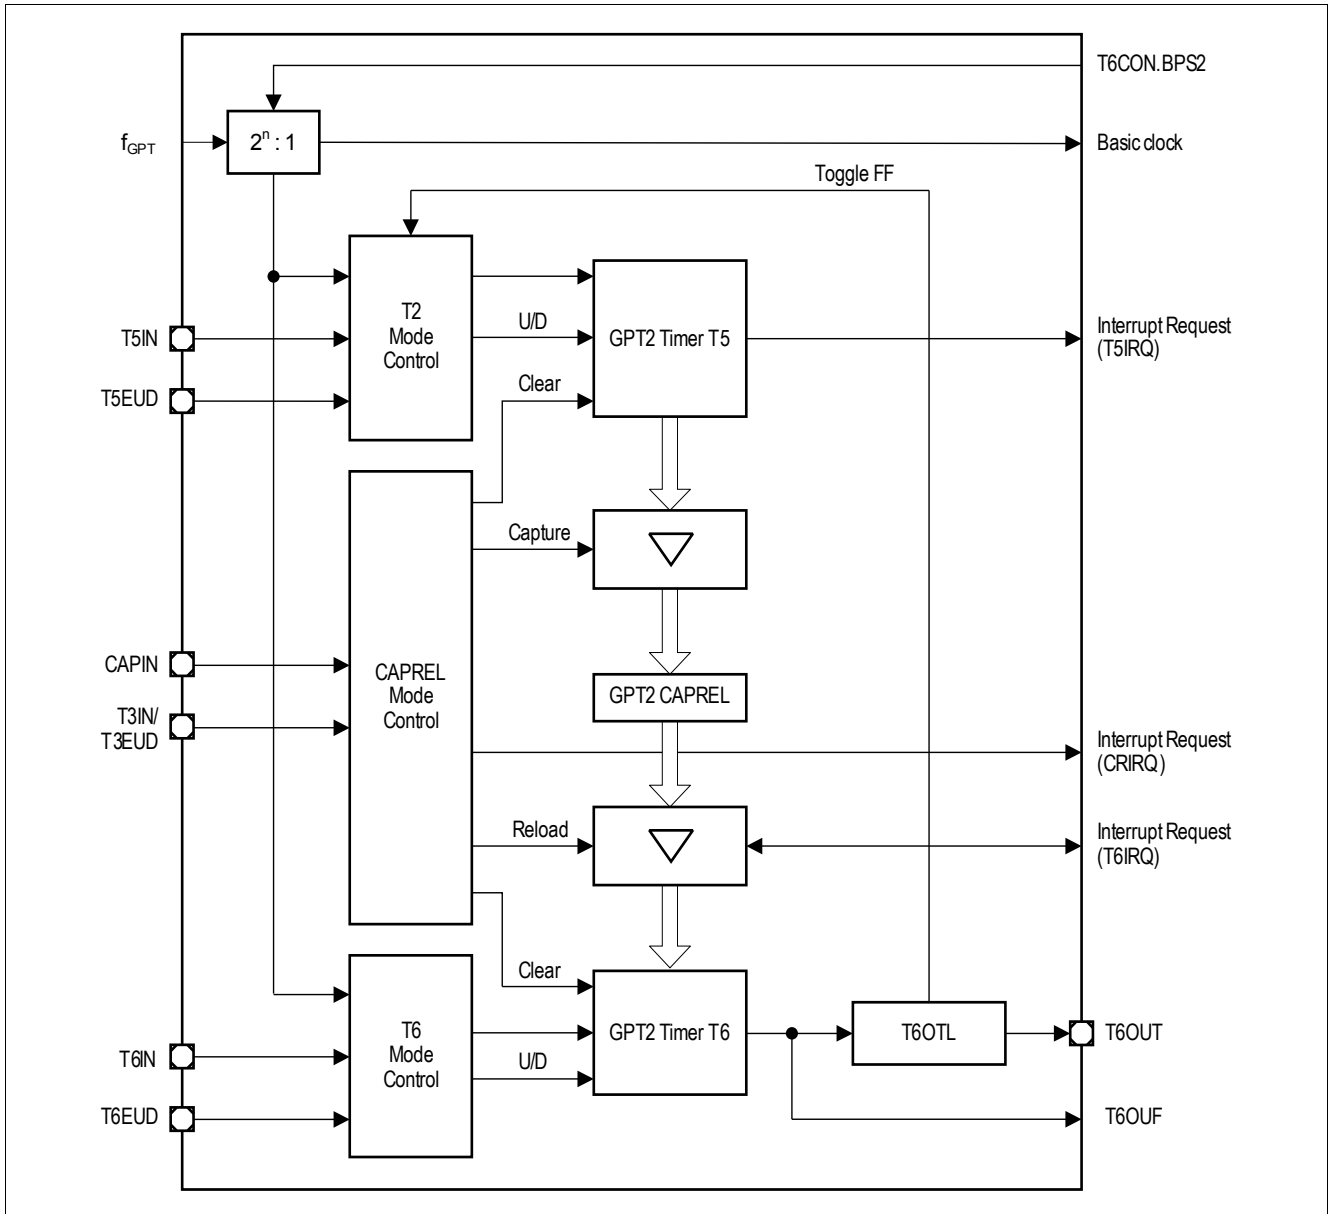 T6CON.BPS2
fGPT
2ⁿ : 1
Basic clock
Toggle FF
T2
Mode
Control
U/D
GPT2 Timer T5
T5IN
Interrupt Request
(T5IRQ)
T5EUD
Clear
Capture
CAPIN
CAPREL
Mode
Control
GPT2 CAPREL
T3IN/
T3EUD
Interrupt Request
(CRIRQ)
Reload
Interrupt Request
(T6IRQ)
Clear
T6
Mode
Control
GPT2 Timer T6
T6OTL
T6OUT
T6IN
U/D
T6EUD
T6OUF